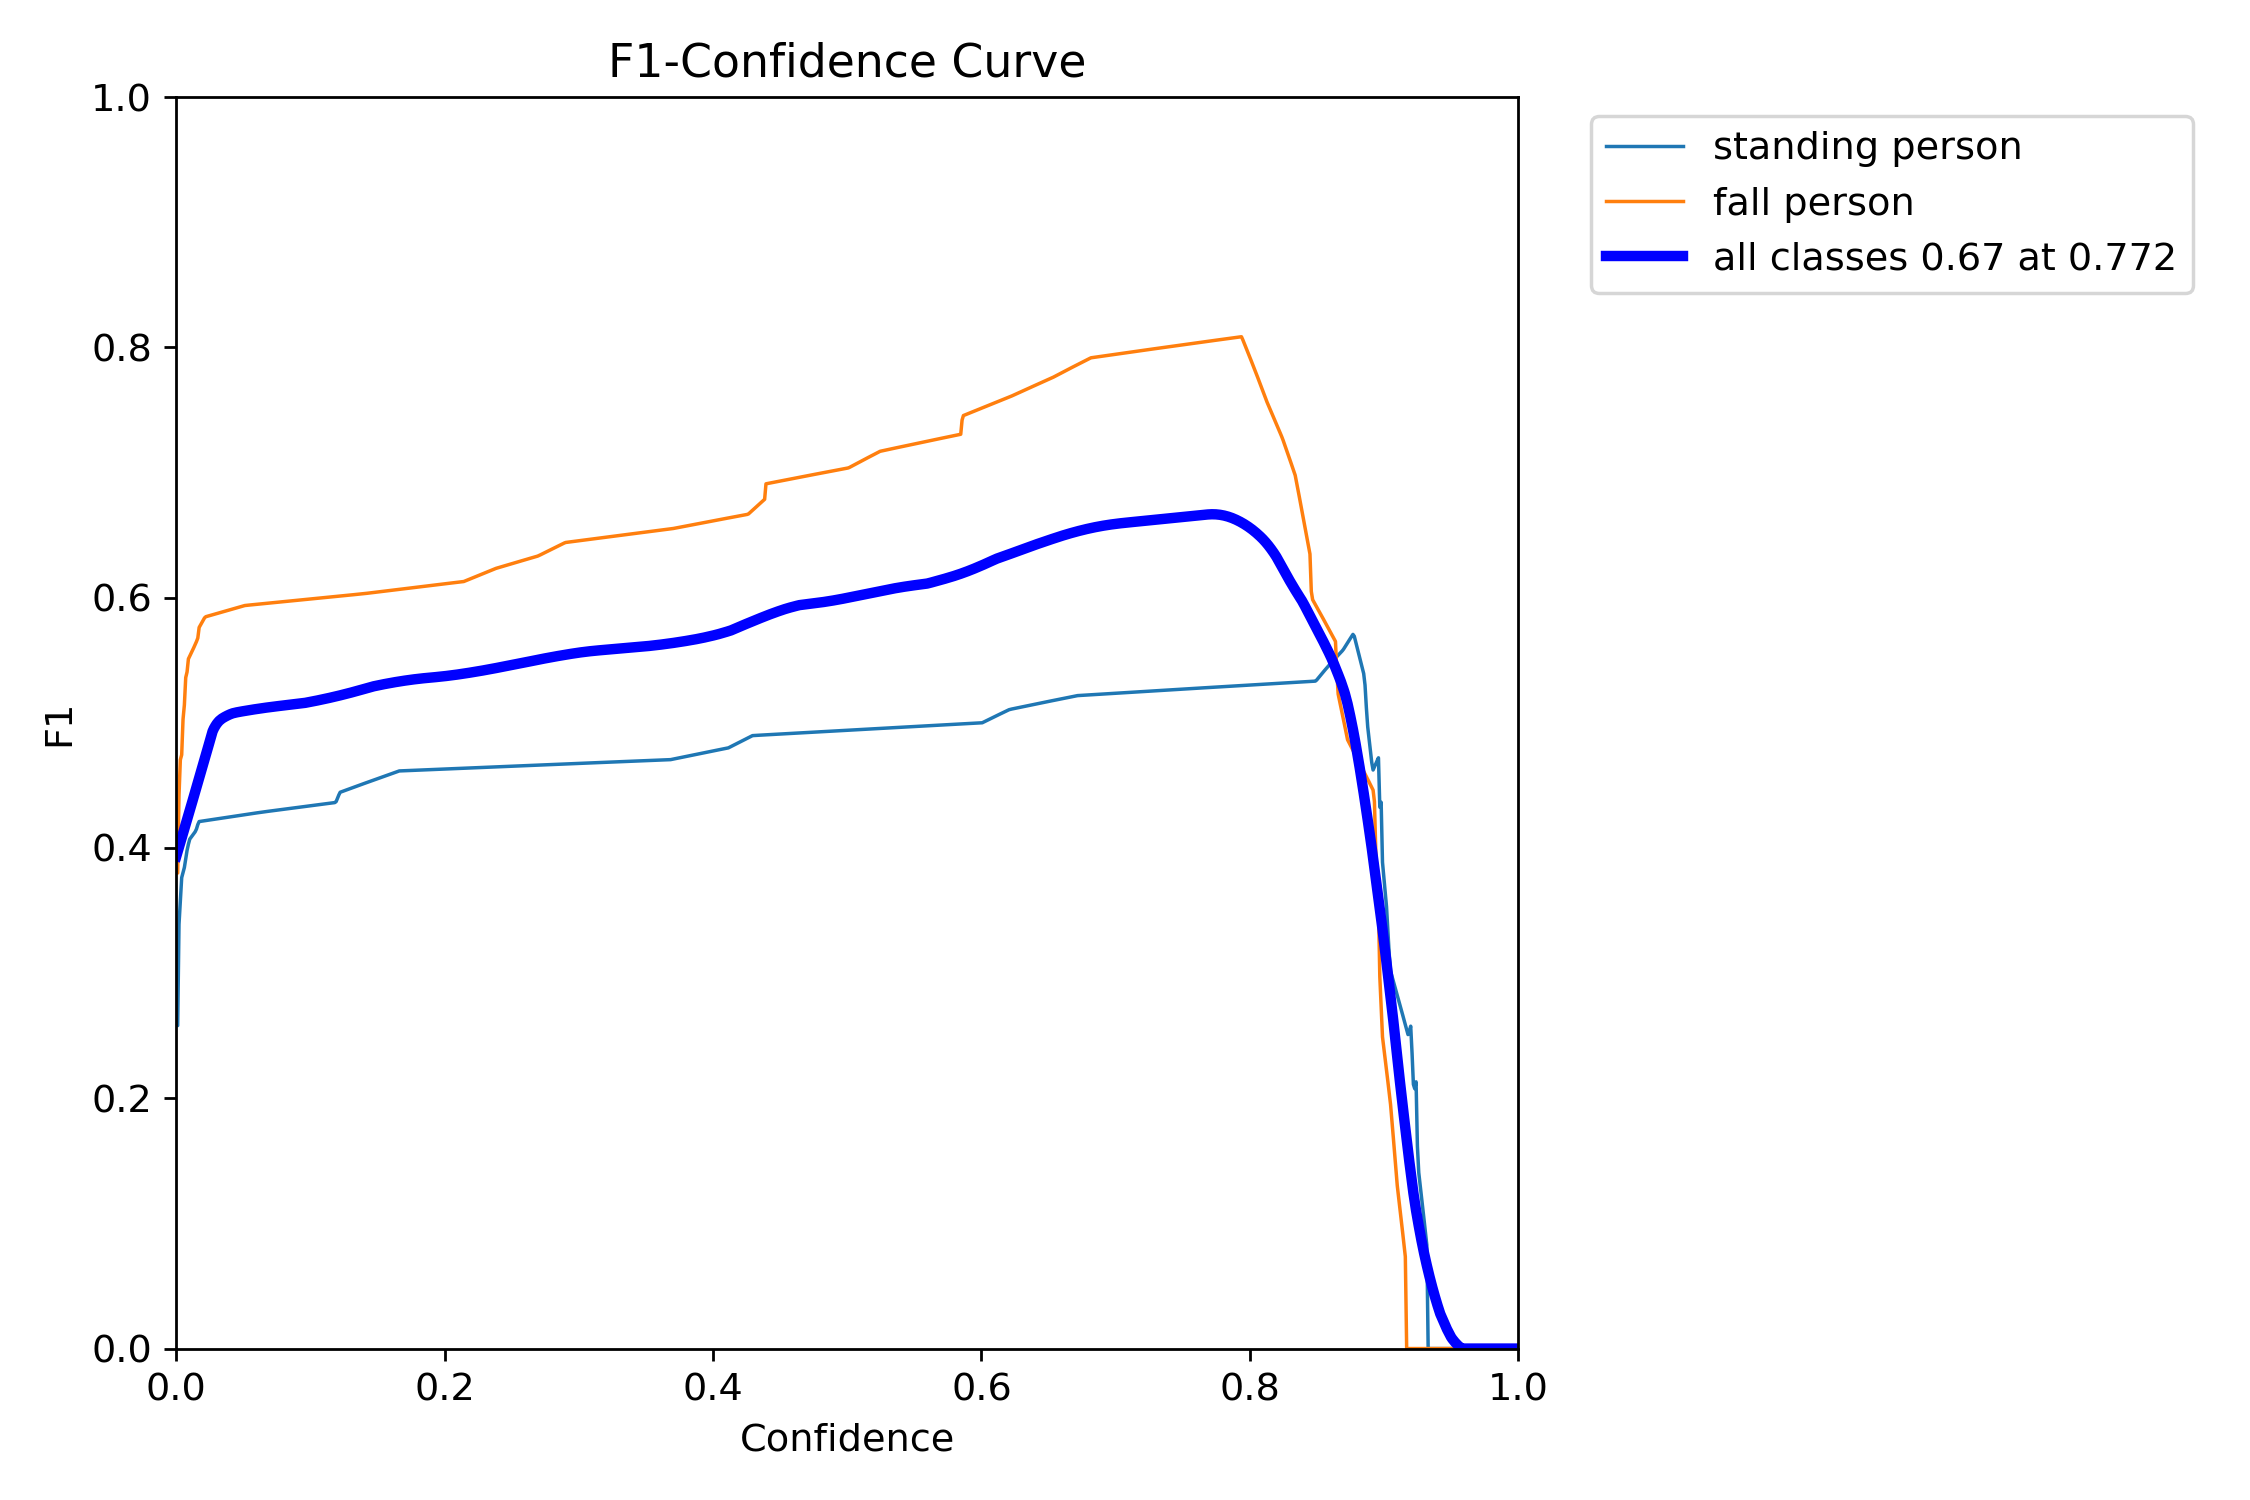 F1-Confidence Curve
standing person
fall person
all classes 0.67 at 0.772
1.0
0.8
0.6
0.4
0.2
0.0
F1
0.0 0.2 0.4 0.6 0.8 1.0
Confidence